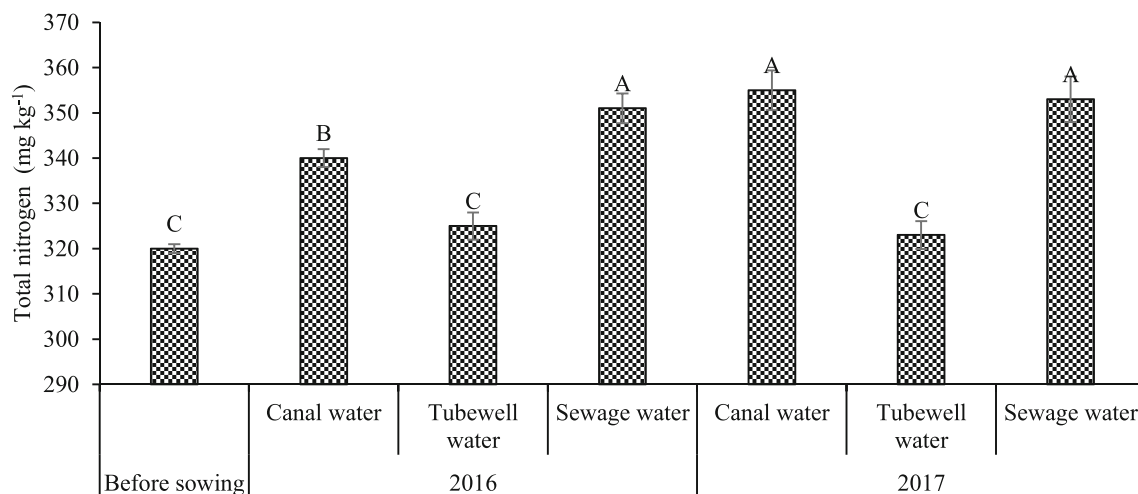 Total nitrogen (mg kg-1)
370
360
350
340
330
320
310
300
290
C
B
C
A
A
C
A
Canal water
Tubewell
water
Sewage water
Canal water
Tubewell
water
Sewage water
Before sowing
2016
2017